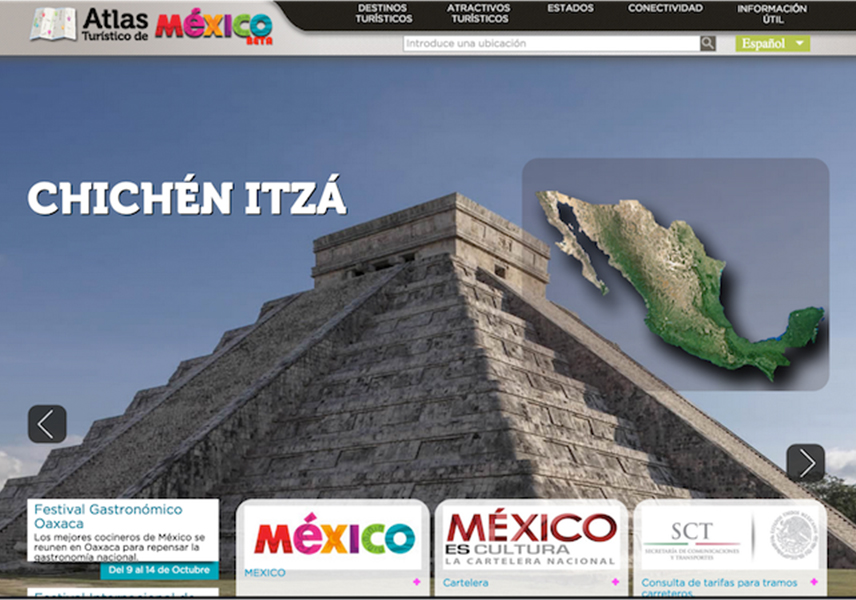 Atlas
Turístico de
MéXICO
BETA
DESTINOS
TURÍSTICOS
ATRACTIVOS
TURÍSTICOS
ESTADOS
CONECTIVIDAD
INFORMACIÓN
ÚTIL
Introduce una ubicación
Español
CHICHÉN ITZÁ
Festival Gastronómico
Oaxaca
Los mejores cocineros de México se
reunen en Oaxaca para repensar la
gastronomía nacional.
Del 9 al 14 de Octubre
Festival Internacional de
MéXICO
MEXICO
MÉXICO
ES CULTURA
LA CARTELERA NACIONAL
Cartelera
SCT
SECRETARÍA DE COMUNICACIONES
Y TRANSPORTES
Consulta de tarifas para tramos
carreteros